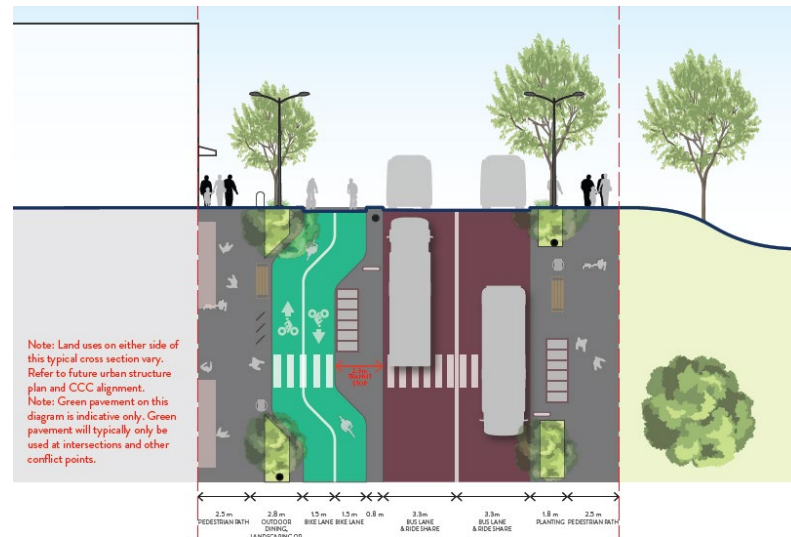 Note: Land uses on either side of
this typical cross section vary.
Refer to future urban structure
plan and CCC alignment.
Note: Green pavement on this
diagram is indicative only. Green
pavement will typically only be
used at intersections and other
conflict points.
TRANSIT
STOP
2.5 m
PEDESTRIAN PATH
2.8 m
OUTDOOR
DINING,
LANDSCAPING OR
1.5 m
BIKE LANE
1.5 m
BIKE LANE
0.8 m
3.3m
BUS LANE
& RIDE SHARE
3.3m
BUS LANE
& RIDE SHARE
1.8 m
PLANTING
2.5 m
PEDESTRIAN PATH